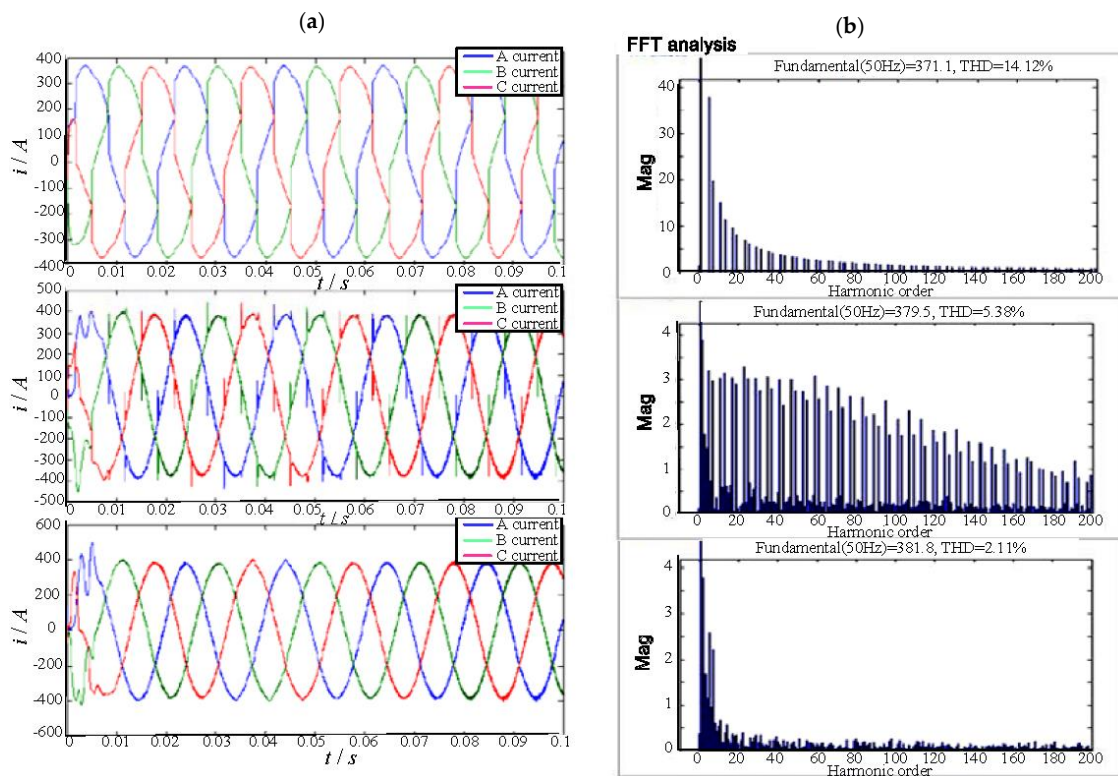 (a)
400
300
200
100
0
-100
-200
-300
-400
i / A
A current
B current
C current
0 0.01 0.02 0.03 0.04 0.05 0.06 0.07 0.08 0.09 0.1
t / s
500
400
300
200
100
0
-100
-200
-300
-400
-500
i / A
A current
B current
C current
0 0.01 0.02 0.03 0.04 0.05 0.06 0.07 0.08 0.09 0.1
t / s
600
400
200
0
-200
-400
-600
i / A
A current
B current
C current
0 0.01 0.02 0.03 0.04 0.05 0.06 0.07 0.08 0.09 0.1
t / s
(b)
FFT analysis
Fundamental(50Hz)=371.1, THD=14.12%
40
30
20
10
0
Mag
0 20 40 60 80 100 120 140 160 180 200
Harmonic order
Fundamental(50Hz)=379.5, THD=5.38%
4
3
2
1
0
Mag
0 20 40 60 80 100 120 140 160 180 200
Harmonic order
Fundamental(50Hz)=381.8, THD=2.11%
4
3
2
1
0
Mag
0 20 40 60 80 100 120 140 160 180 200
Harmonic order